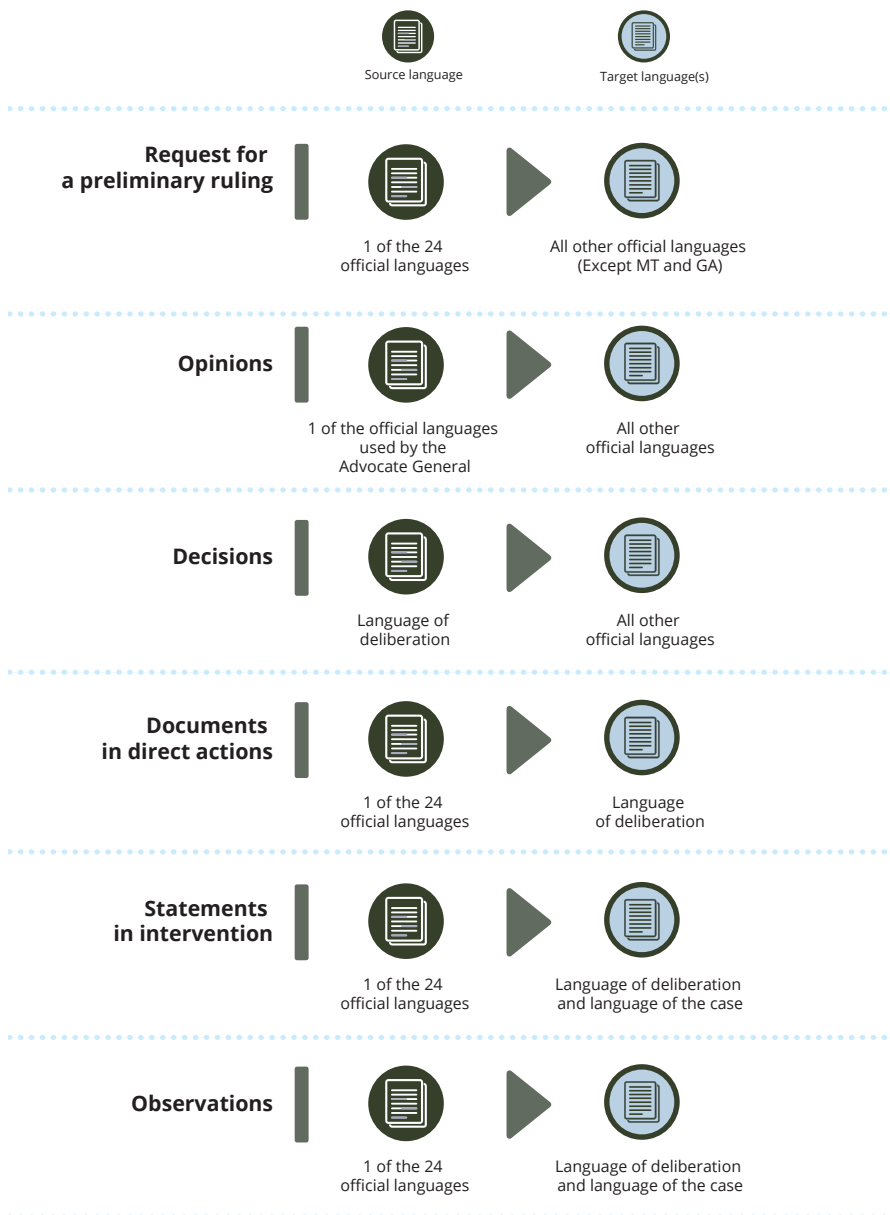 Source language
Target language(s)
Request for
a preliminary ruling
1 of the 24
official languages
All other official languages
(Except MT and GA)
Opinions
1 of the official languages
used by the
Advocate General
All other
official languages
Decisions
Language of
deliberation
All other
official languages
Documents
in direct actions
1 of the 24
official languages
Language
of deliberation
Statements
in intervention
1 of the 24
official languages
Language of deliberation
and language of the case
Observations
1 of the 24
official languages
Language of deliberation
and language of the case